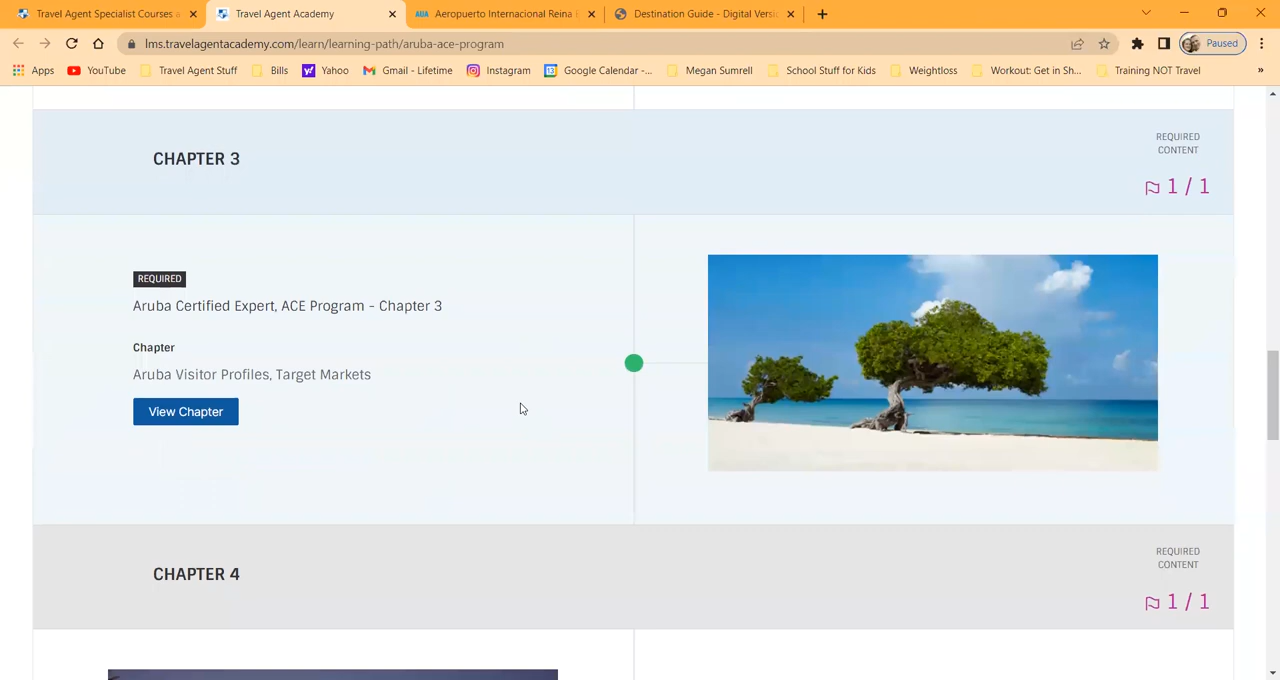 Travel Agent Specialist Courses
Travel Agent Academy
Aeropuerto Internacional Reina
Destination Guide - Digital Versi
lms.travelagentacademy.com/learn/learning-path/aruba-ace-program
Paused
Apps
YouTube
Travel Agent Stuff
Bills
Yahoo
Gmail - Lifetime
Instagram
Google Calendar -...
Megan Sumrell
School Stuff for Kids
Weightloss
Workout: Get in Sh...
Training NOT Travel
»
CHAPTER 3
REQUIRED
CONTENT
1 / 1
REQUIRED
Aruba Certified Expert, ACE Program - Chapter 3
Chapter
Aruba Visitor Profiles, Target Markets
View Chapter
CHAPTER 4
REQUIRED
CONTENT
1 / 1